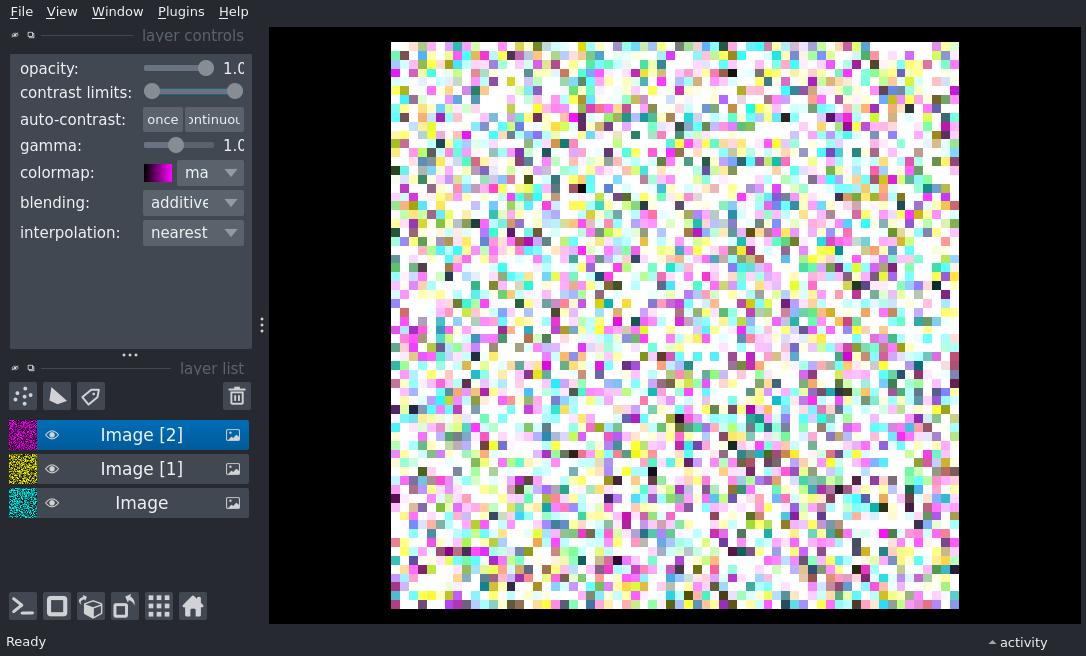 File View Window Plugins Help
layer controls
opacity: 1.0
contrast limits:
auto-contrast: once ontinuou
gamma: 1.0
colormap: ma
blending: additive
interpolation: nearest
layer list
Image [2]
Image [1]
Image
Ready
activity